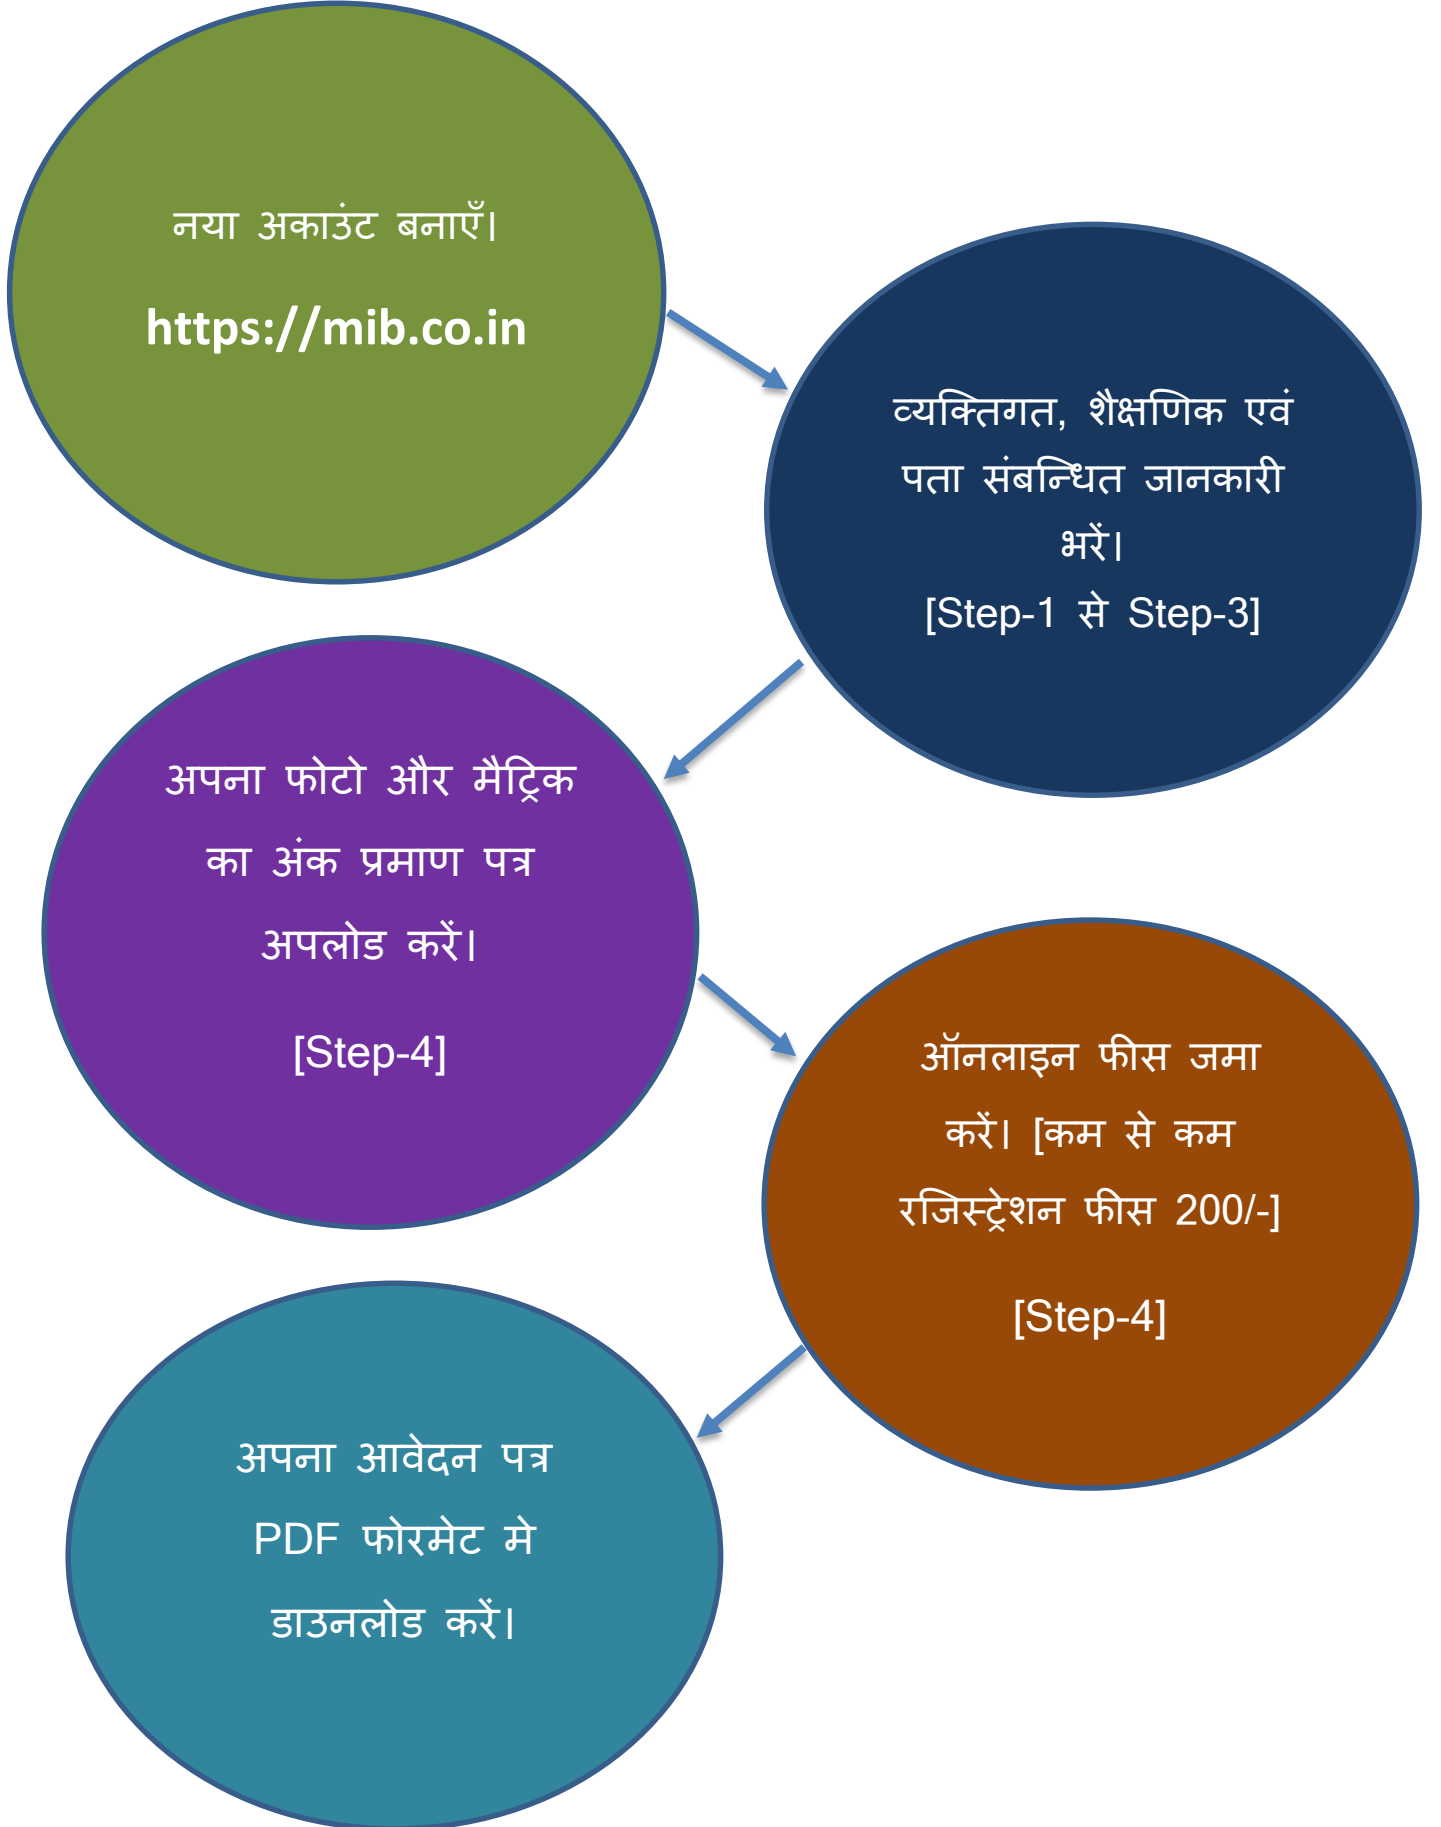 नया अकाउंट बनाएँ।
https://mib.co.in
व्यक्तिगत, शैक्षणिक एवं
पता संबन्धित जानकारी
भरें।
[Step-1 से Step-3]
अपना फोटो और मैट्रिक
का अंक प्रमाण पत्र
अपलोड करें।
[Step-4]
ऑनलाइन फीस जमा
करें। [कम से कम
रजिस्ट्रेशन फीस 200/-]
[Step-4]
अपना आवेदन पत्र
PDF फोरमेट मे
डाउनलोड करें।